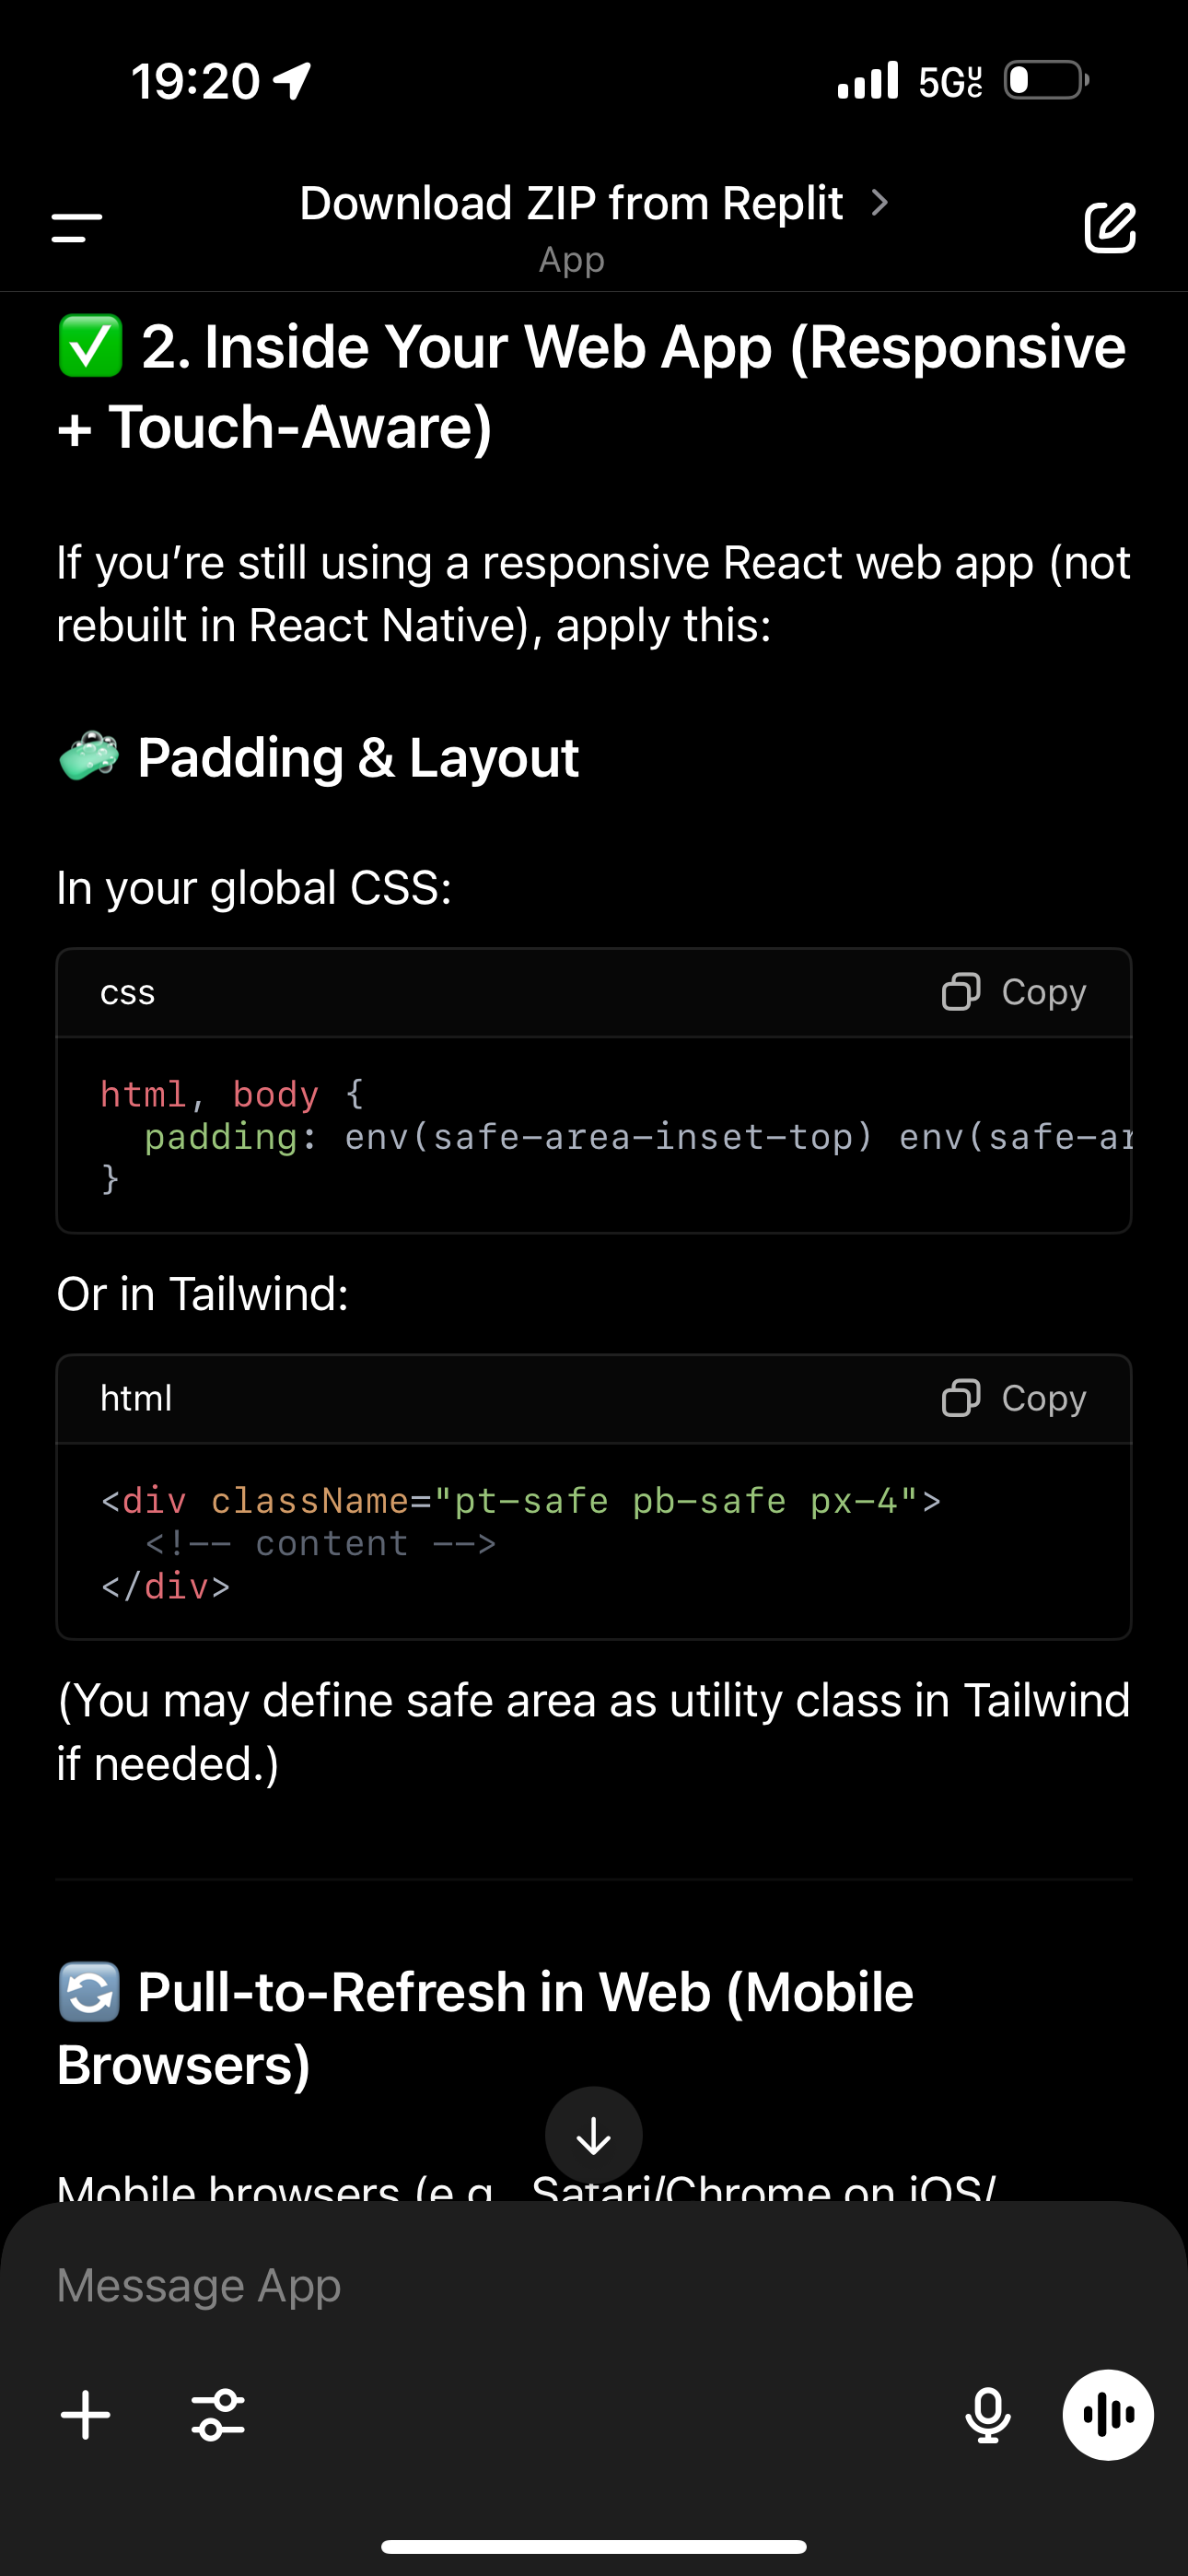 19:20
5G UC
Download ZIP from Replit
App
✅ 2. Inside Your Web App (Responsive
+ Touch-Aware)
If you’re still using a responsive React web app (not
rebuilt in React Native), apply this:
🧼 Padding & Layout
In your global CSS:
css Copy
html, body {
  padding: env(safe-area-inset-top) env(safe-ar
}
Or in Tailwind:
html Copy
<div className="pt-safe pb-safe px-4">
  <!-- content -->
</div>
(You may define safe area as utility class in Tailwind
if needed.)
🔄 Pull-to-Refresh in Web (Mobile
Browsers)
Mobile browsers (e.g., Safari/Chrome on iOS/
Message App